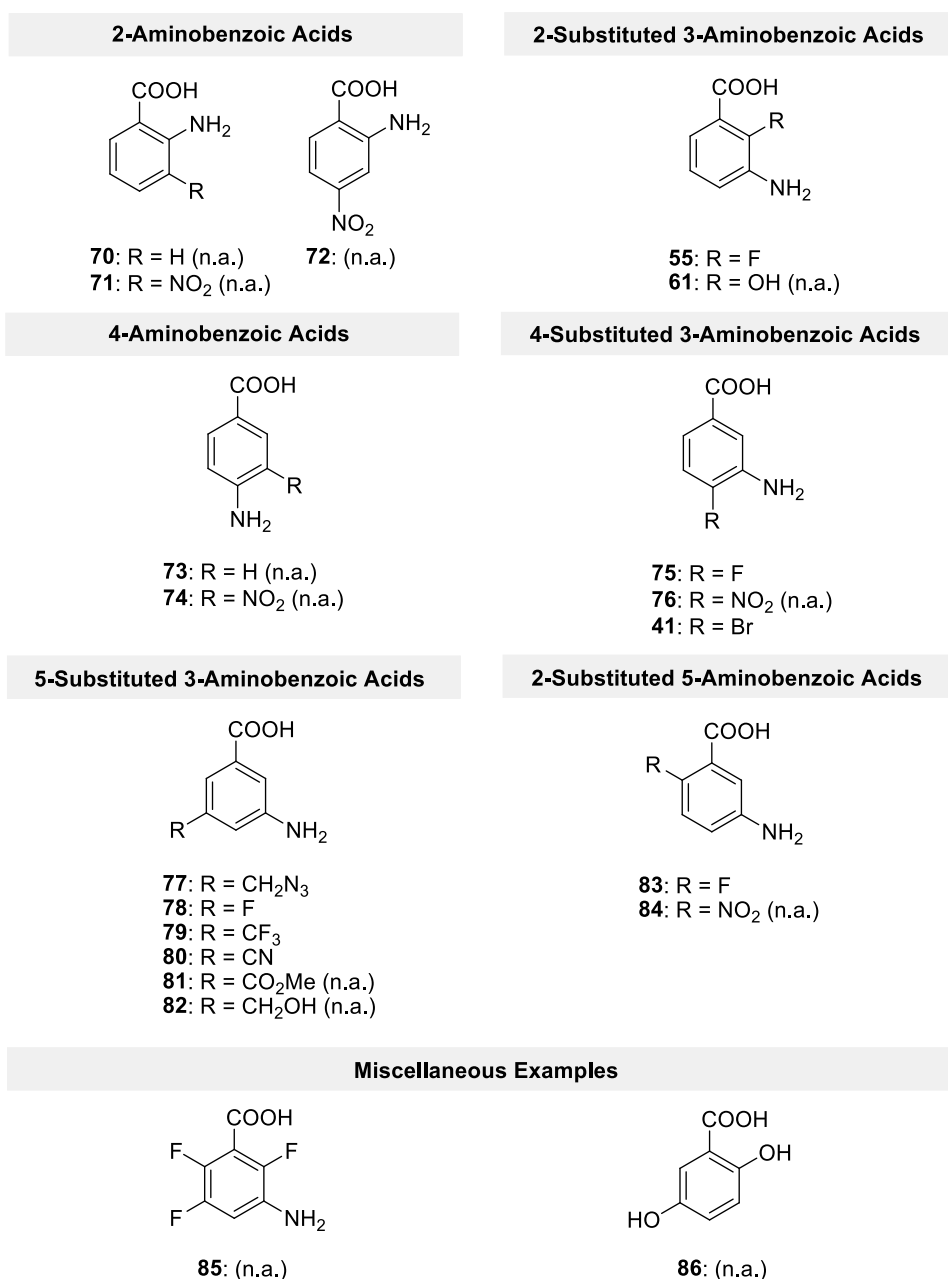 2-Aminobenzoic Acids
COOH
NH₂
R
COOH
NH₂
NO₂
70: R = H (n.a.)
71: R = NO₂ (n.a.)
72: (n.a.)
2-Substituted 3-Aminobenzoic Acids
COOH
R
NH₂
55: R = F
61: R = OH (n.a.)
4-Aminobenzoic Acids
COOH
R
NH₂
73: R = H (n.a.)
74: R = NO₂ (n.a.)
4-Substituted 3-Aminobenzoic Acids
COOH
NH₂
R
75: R = F
76: R = NO₂ (n.a.)
41: R = Br
5-Substituted 3-Aminobenzoic Acids
COOH
R
NH₂
77: R = CH₂N₃
78: R = F
79: R = CF₃
80: R = CN
81: R = CO₂Me (n.a.)
82: R = CH₂OH (n.a.)
2-Substituted 5-Aminobenzoic Acids
COOH
R
NH₂
83: R = F
84: R = NO₂ (n.a.)
Miscellaneous Examples
COOH
F
F
F
NH₂
85: (n.a.)
COOH
OH
HO
86: (n.a.)